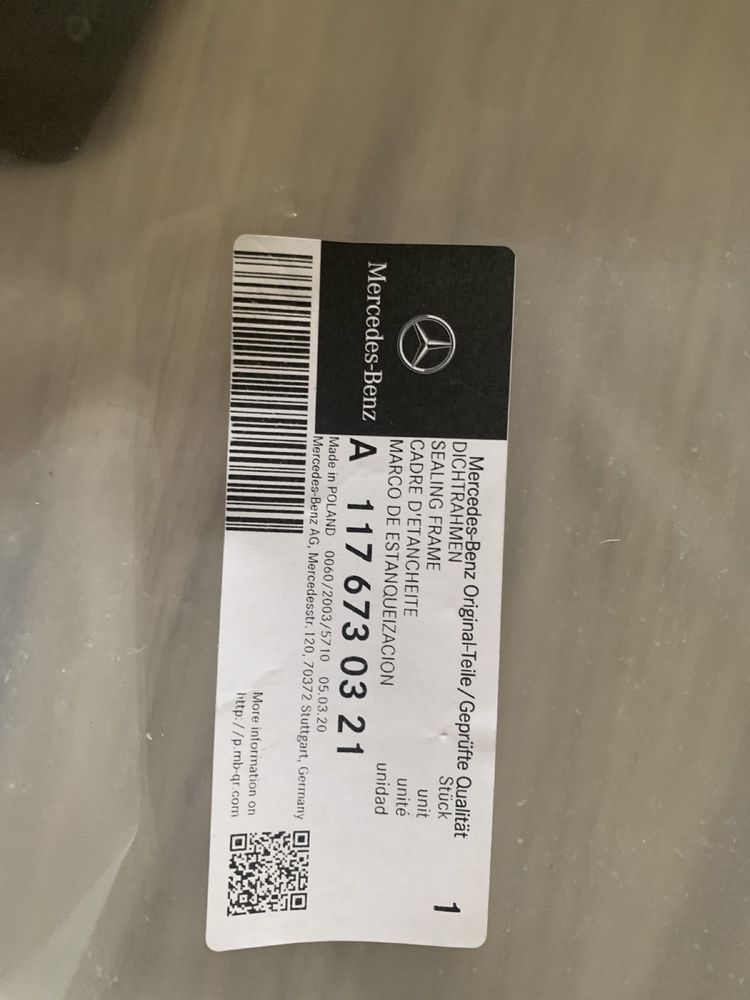 Mercedes-Benz
Mercedes-Benz Original-Teile/Geprüfte Qualität
DICHTRAHMEN
SEALING FRAME
CADRE D'ETANCHEITE
MARCO DE ESTANQUEIZACION
Stück
unit
unité
unidad
1
A 117 673 03 21
Made in POLAND 0060/2003/5710 05.03.20
Mercedes-Benz AG, Mercedesstr. 120, 70372 Stuttgart, Germany
More information on
http://p.mb-qr.com